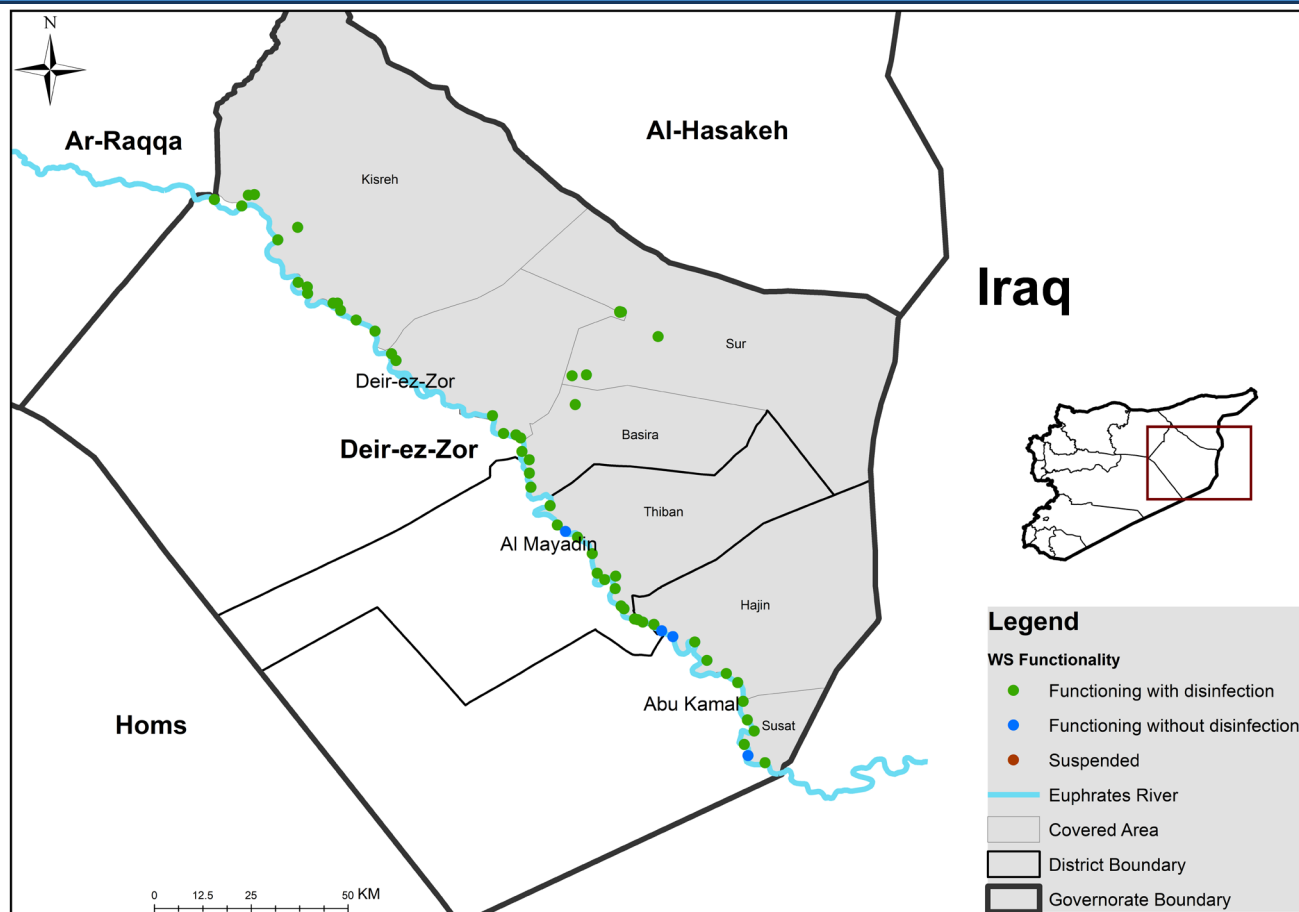 N
Ar-Raqqa
Al-Hasakeh
Kisreh
Iraq
Sur
Deir-ez-Zor
Deir-ez-Zor
Basira
Thiban
Al Mayadin
Hajin
Abu Kamal
Susat
Homs
0 12.5 25 50 KM
Legend
WS Functionality
Functioning with disinfection
Functioning without disinfection
Suspended
Euphrates River
Covered Area
District Boundary
Governorate Boundary